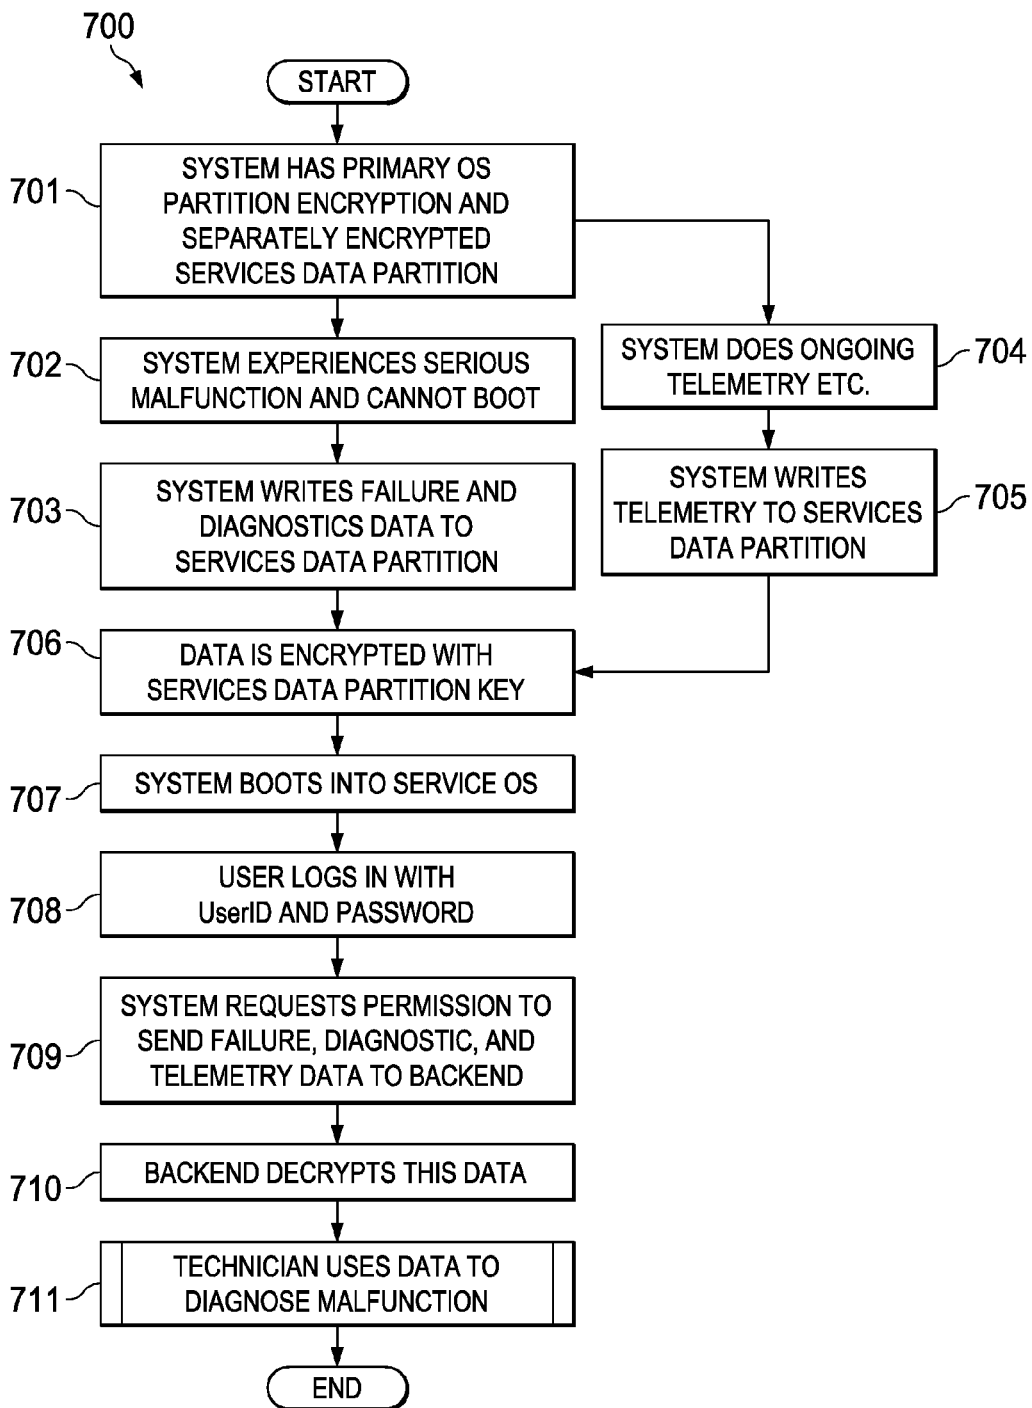 700
START
701
SYSTEM HAS PRIMARY OS
PARTITION ENCRYPTION AND
SEPARATELY ENCRYPTED
SERVICES DATA PARTITION
702
SYSTEM EXPERIENCES SERIOUS
MALFUNCTION AND CANNOT BOOT
703
SYSTEM WRITES FAILURE AND
DIAGNOSTICS DATA TO
SERVICES DATA PARTITION
SYSTEM DOES ONGOING
TELEMETRY ETC.
704
SYSTEM WRITES
TELEMETRY TO SERVICES
DATA PARTITION
705
706
DATA IS ENCRYPTED WITH
SERVICES DATA PARTITION KEY
707
SYSTEM BOOTS INTO SERVICE OS
708
USER LOGS IN WITH
UserID AND PASSWORD
709
SYSTEM REQUESTS PERMISSION TO
SEND FAILURE, DIAGNOSTIC, AND
TELEMETRY DATA TO BACKEND
710
BACKEND DECRYPTS THIS DATA
711
TECHNICIAN USES DATA TO
DIAGNOSE MALFUNCTION
END